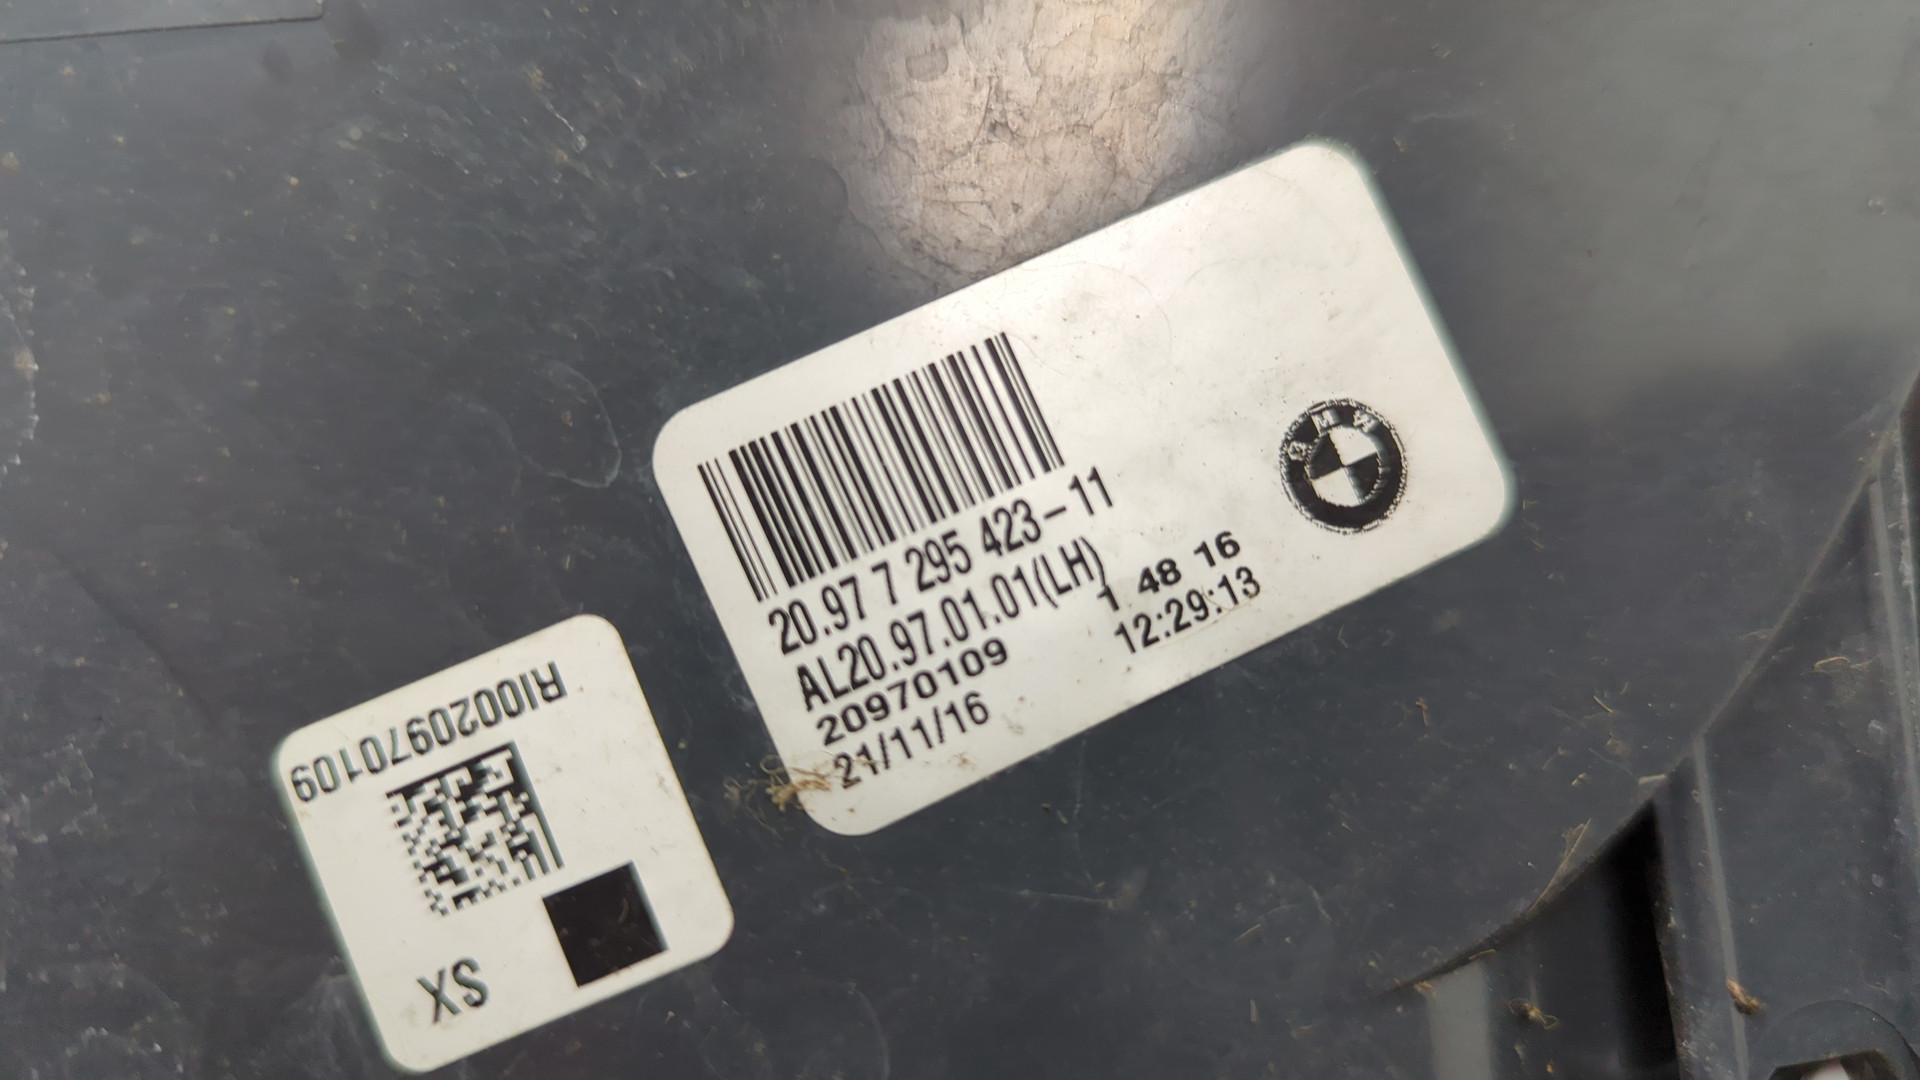 20.97 7 295 423-11
AL20.97.01.01(LH)
20970109
1 48 16
21/11/16
12:29:13
BMW
RI0020970109
SX